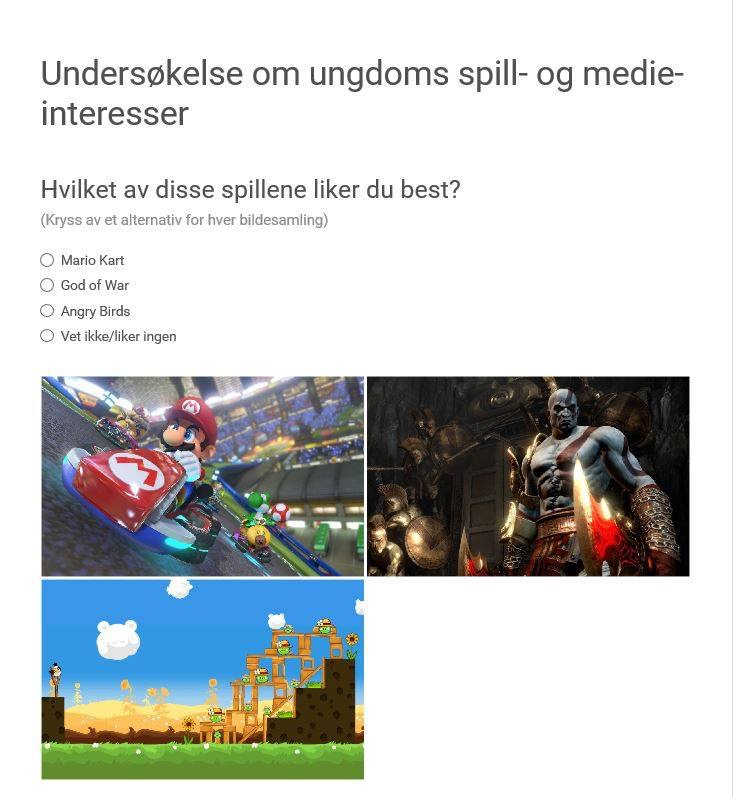 Undersøkelse om ungdoms spill- og medie-
interesser
Hvilket av disse spillene liker du best?
(Kryss av et alternativ for hver bildesamling)
Mario Kart
God of War
Angry Birds
Vet ikke/liker ingen